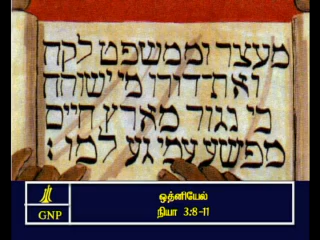 מעצר וממשפט לקח
ואת דורו מי ישוחח
כי נגזר מארץ חיים
מפשע עמי נגע למו:
ஒத்னியேல்
நியா 3:8-11
GNP